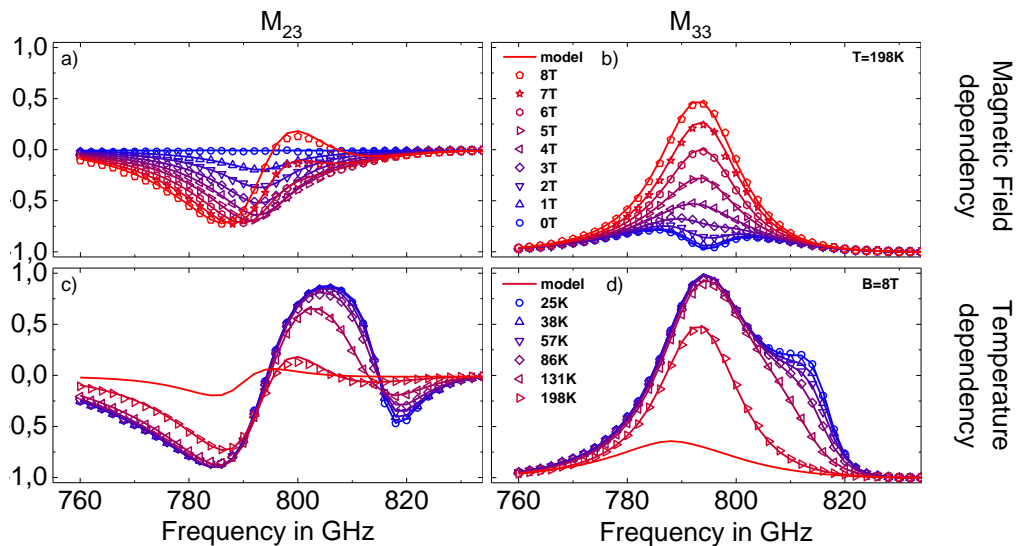 M23
M33
1,0
0,5
0,0
0,5
1,0
a)
b)
T=198K
model
8T
7T
6T
5T
4T
3T
2T
1T
0T
Magnetic Field
dependency
1,0
0,5
0,0
0,5
1,0
c)
d)
B=8T
model
25K
38K
57K
86K
131K
198K
Temperature
dependency
760 780 800 820
760 780 800 820
Frequency in GHz
Frequency in GHz